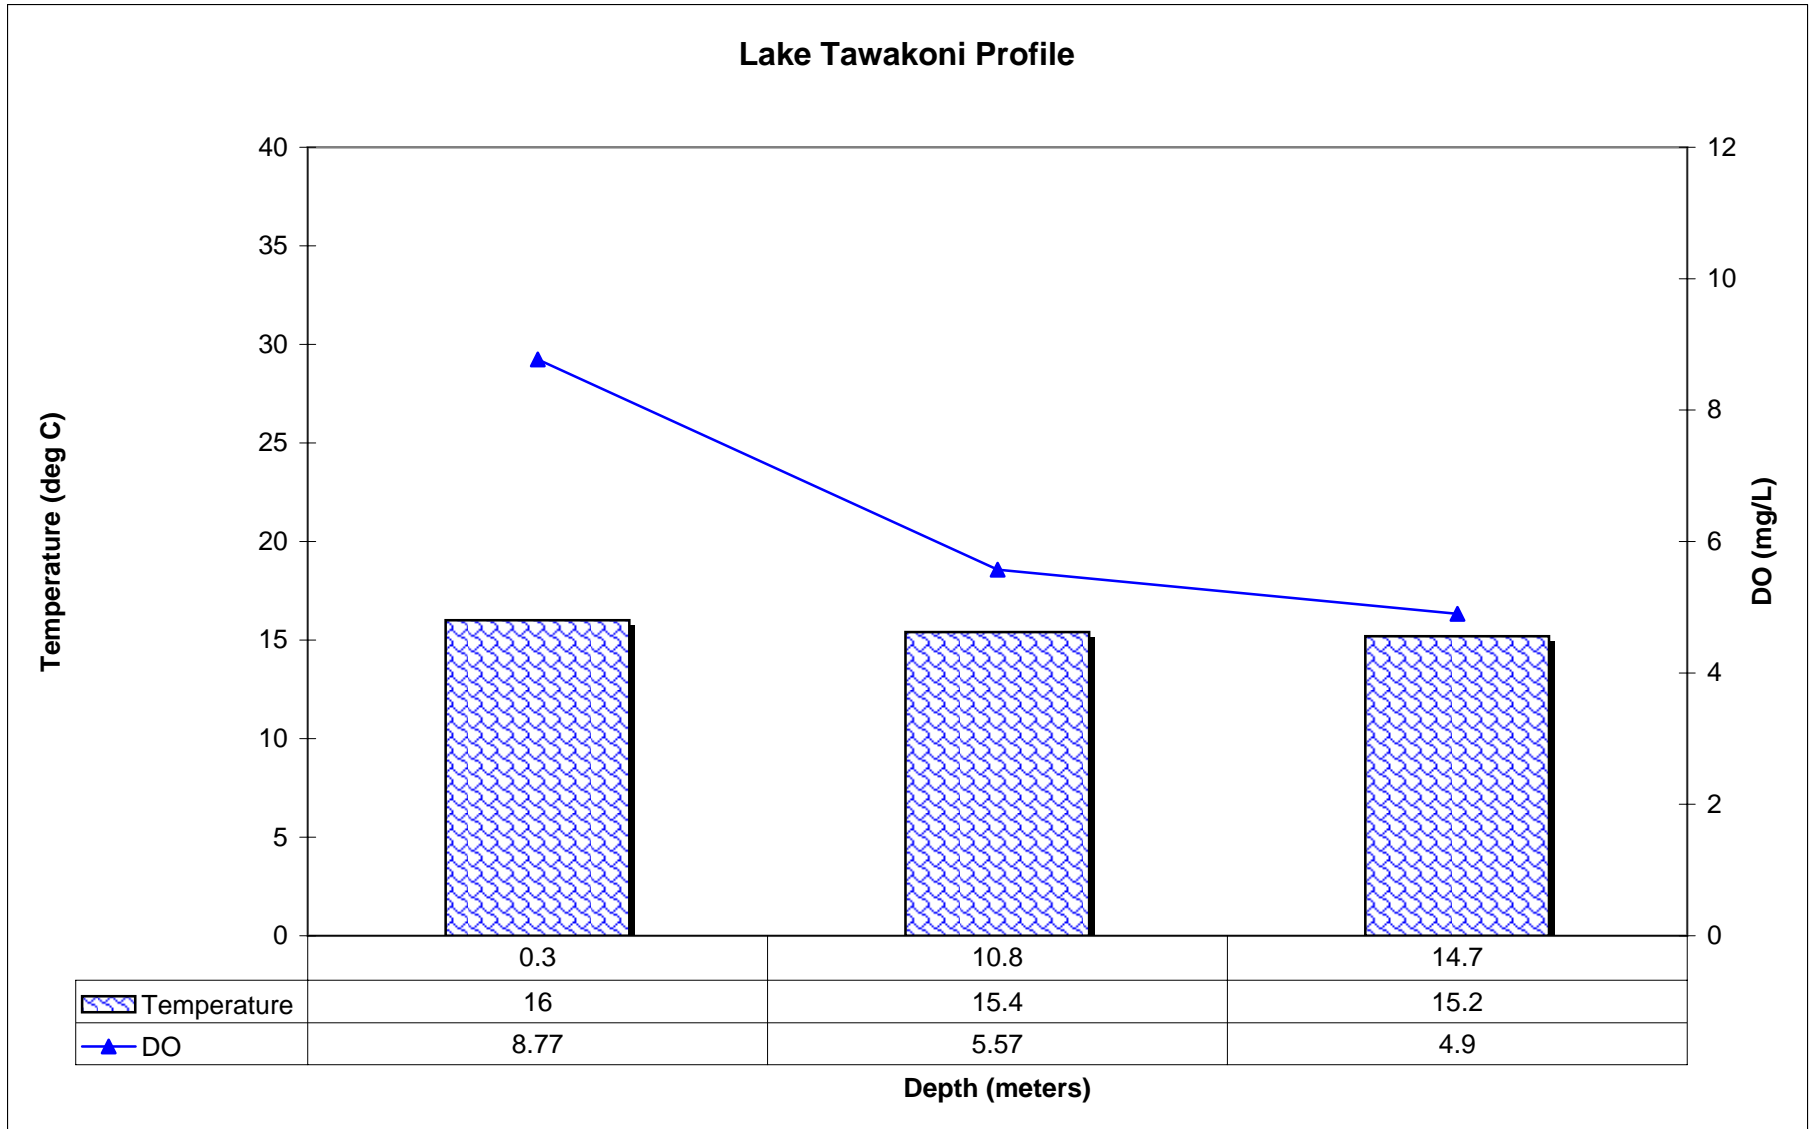 Lake Tawakoni Profile
40
35
30
25
20
15
10
5
0
Temperature (deg C)
12
10
8
6
4
2
0
DO (mg/L)
0.3 10.8 14.7
Temperature 16 15.4 15.2
DO 8.77 5.57 4.9
Depth (meters)